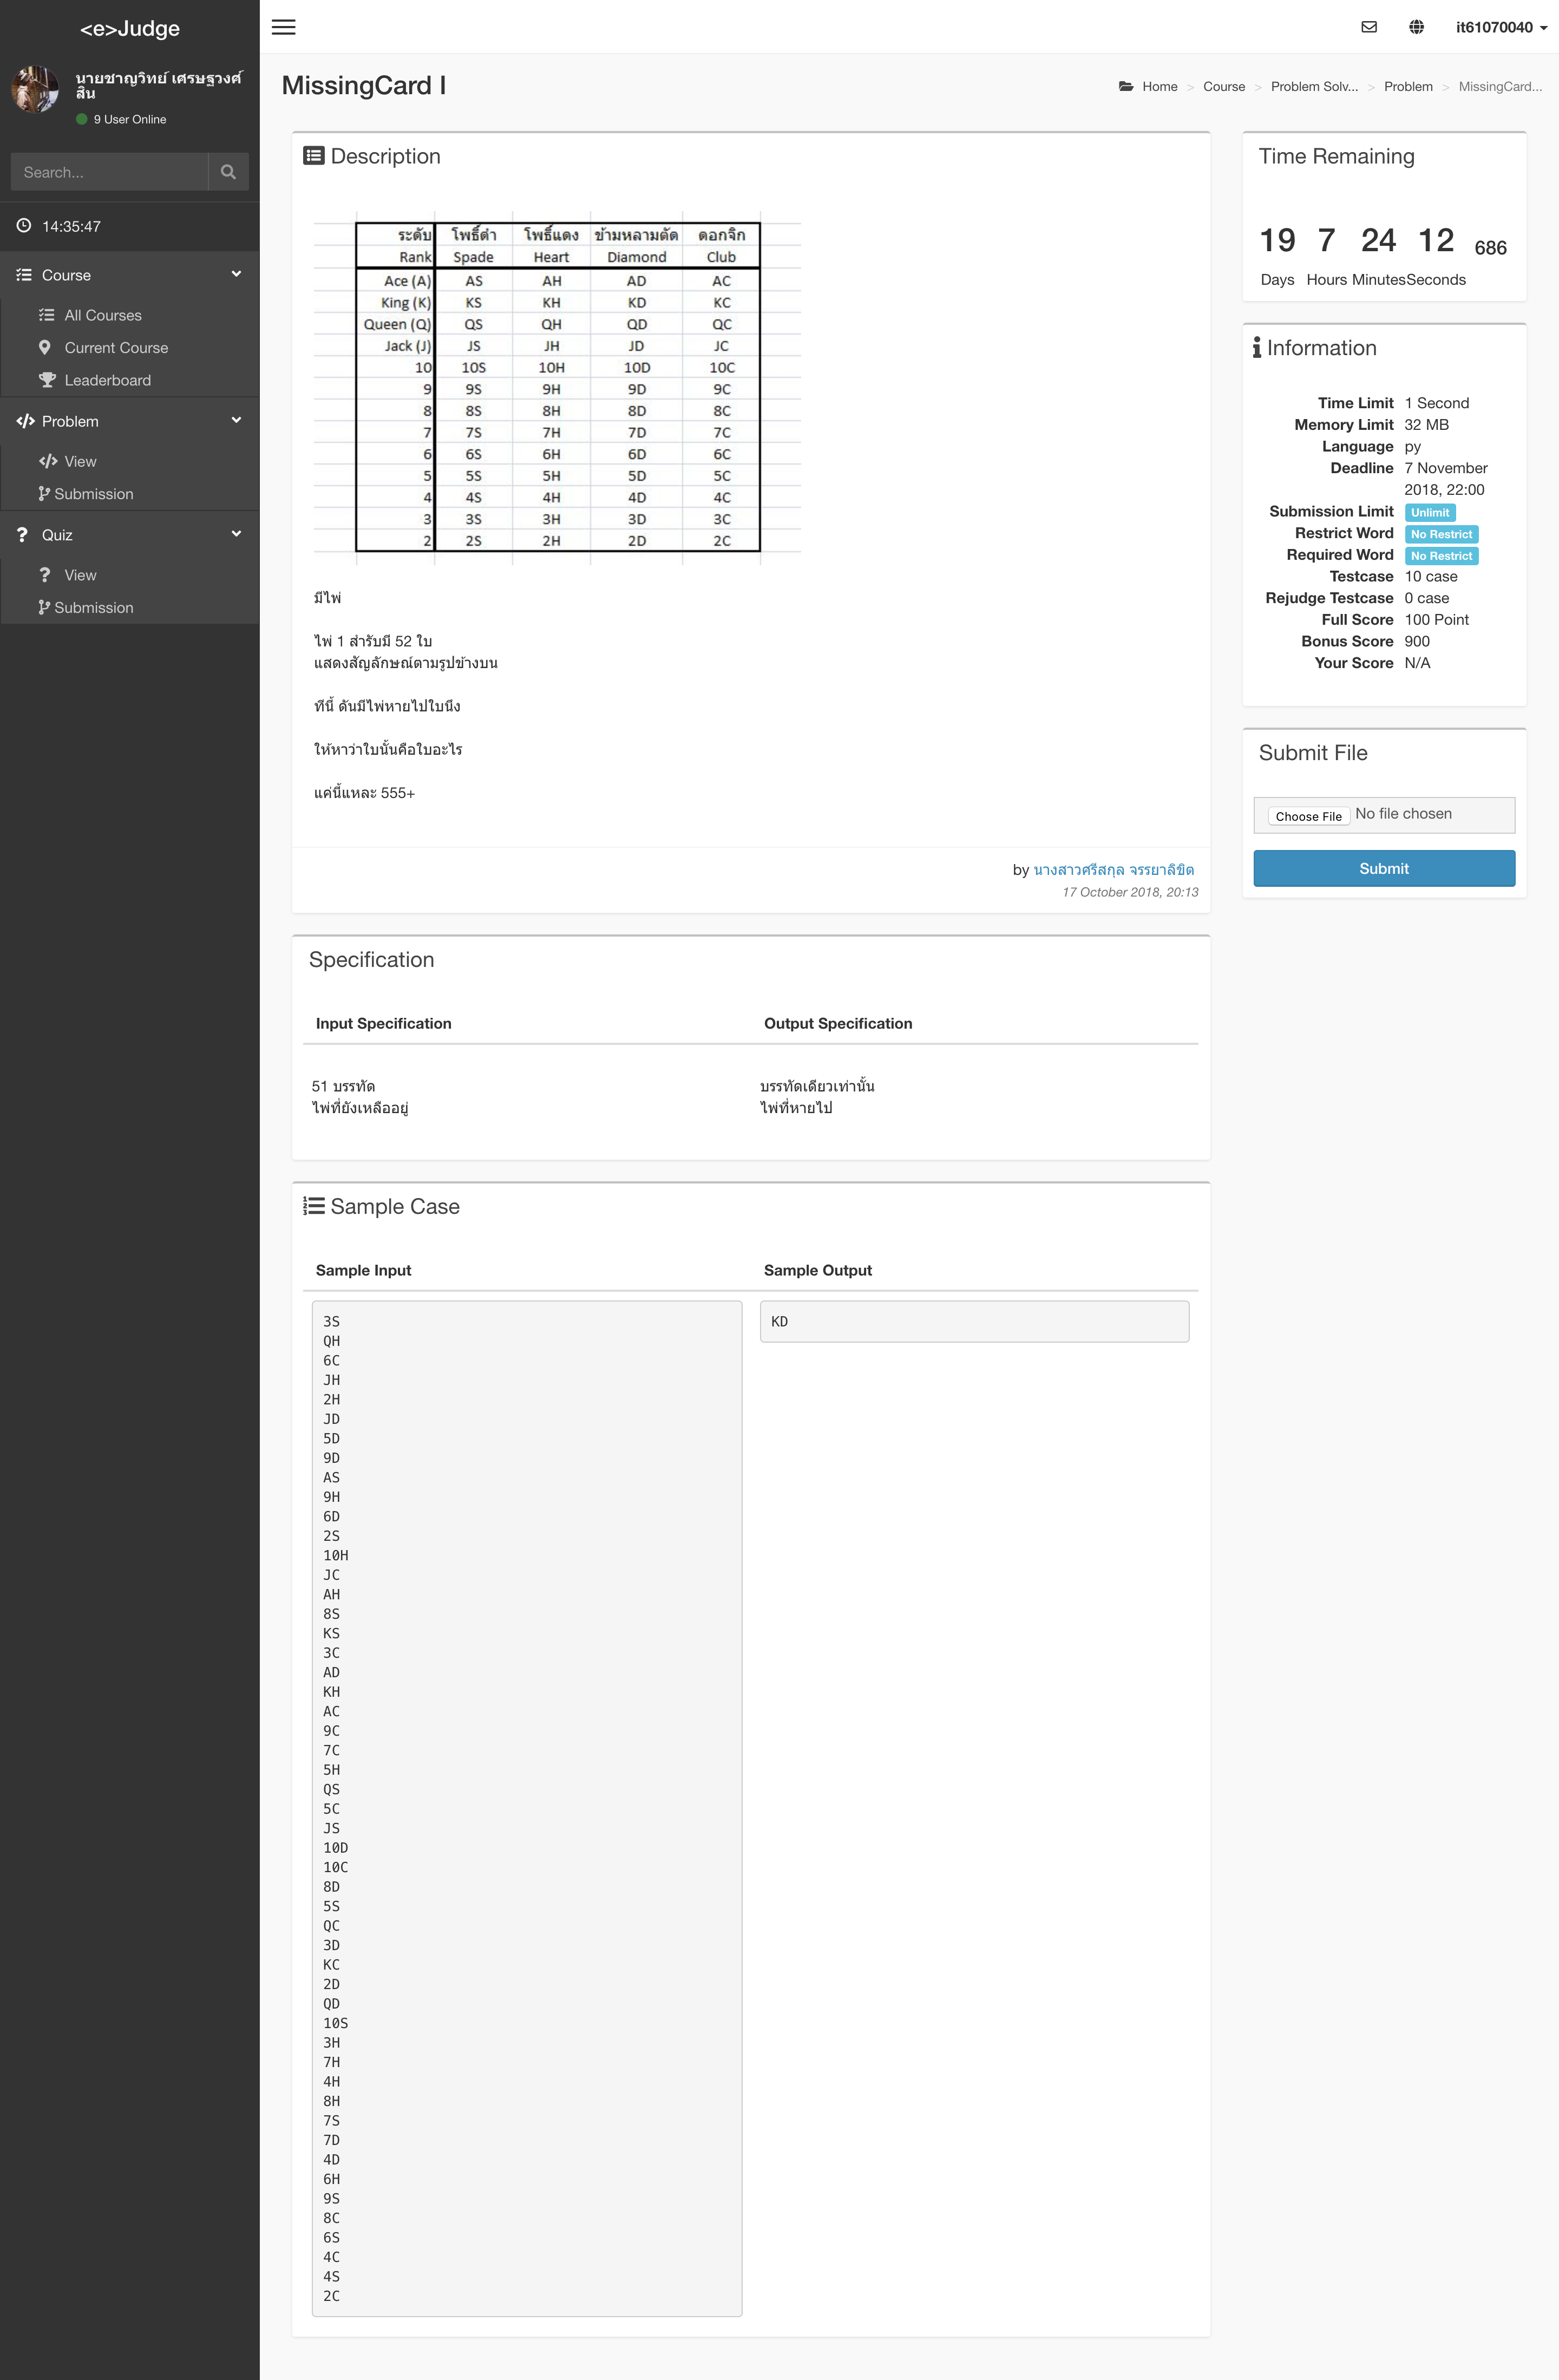 <e>Judge
it61070040
นายชาญวิทย์ เศรษฐวงศ์
สิน
9 User Online
Search...
14:35:47
Course
All Courses
Current Course
Leaderboard
Problem
View
Submission
Quiz
View
Submission
MissingCard I
Home > Course > Problem Solv... > Problem > MissingCard...
Description
ระดับ โพธิ์ดำ โพธิ์แดง ข้ามหลามตัด ดอกจิก
Rank Spade Heart Diamond Club
Ace (A) AS AH AD AC
King (K) KS KH KD KC
Queen (Q) QS QH QD QC
Jack (J) JS JH JD JC
10 10S 10H 10D 10C
9 9S 9H 9D 9C
8 8S 8H 8D 8C
7 7S 7H 7D 7C
6 6S 6H 6D 6C
5 5S 5H 5D 5C
4 4S 4H 4D 4C
3 3S 3H 3D 3C
2 2S 2H 2D 2C
มีไพ่
ไพ่ 1 สำรับมี 52 ใบ
แสดงสัญลักษณ์ตามรูปข้างบน
ทีนี้ ดันมีไพ่หายไปใบนึง
ให้หาว่าใบนั้นคือใบอะไร
แค่นี้แหละ 555+
by นางสาวศรีสกุล จรรยาลิขิต
17 October 2018, 20:13
Time Remaining
19 7 24 12 686
Days Hours Minutes Seconds
Information
Time Limit 1 Second
Memory Limit 32 MB
Language py
Deadline 7 November
2018, 22:00
Submission Limit Unlimit
Restrict Word No Restrict
Required Word No Restrict
Testcase 10 case
Rejudge Testcase 0 case
Full Score 100 Point
Bonus Score 900
Your Score N/A
Submit File
Choose File No file chosen
Submit
Specification
Input Specification Output Specification
51 บรรทัด บรรทัดเดียวเท่านั้น
ไพ่ที่ยังเหลืออยู่ ไพ่ที่หายไป
Sample Case
Sample Input Sample Output
3S KD
QH
6C
JH
2H
JD
5D
9D
AS
9H
6D
2S
10H
JC
AH
8S
KS
3C
AD
KH
AC
9C
7C
5H
QS
5C
JS
10D
10C
8D
5S
QC
3D
KC
2D
QD
10S
3H
7H
4H
8H
7S
7D
4D
6H
9S
8C
6S
4C
4S
2C